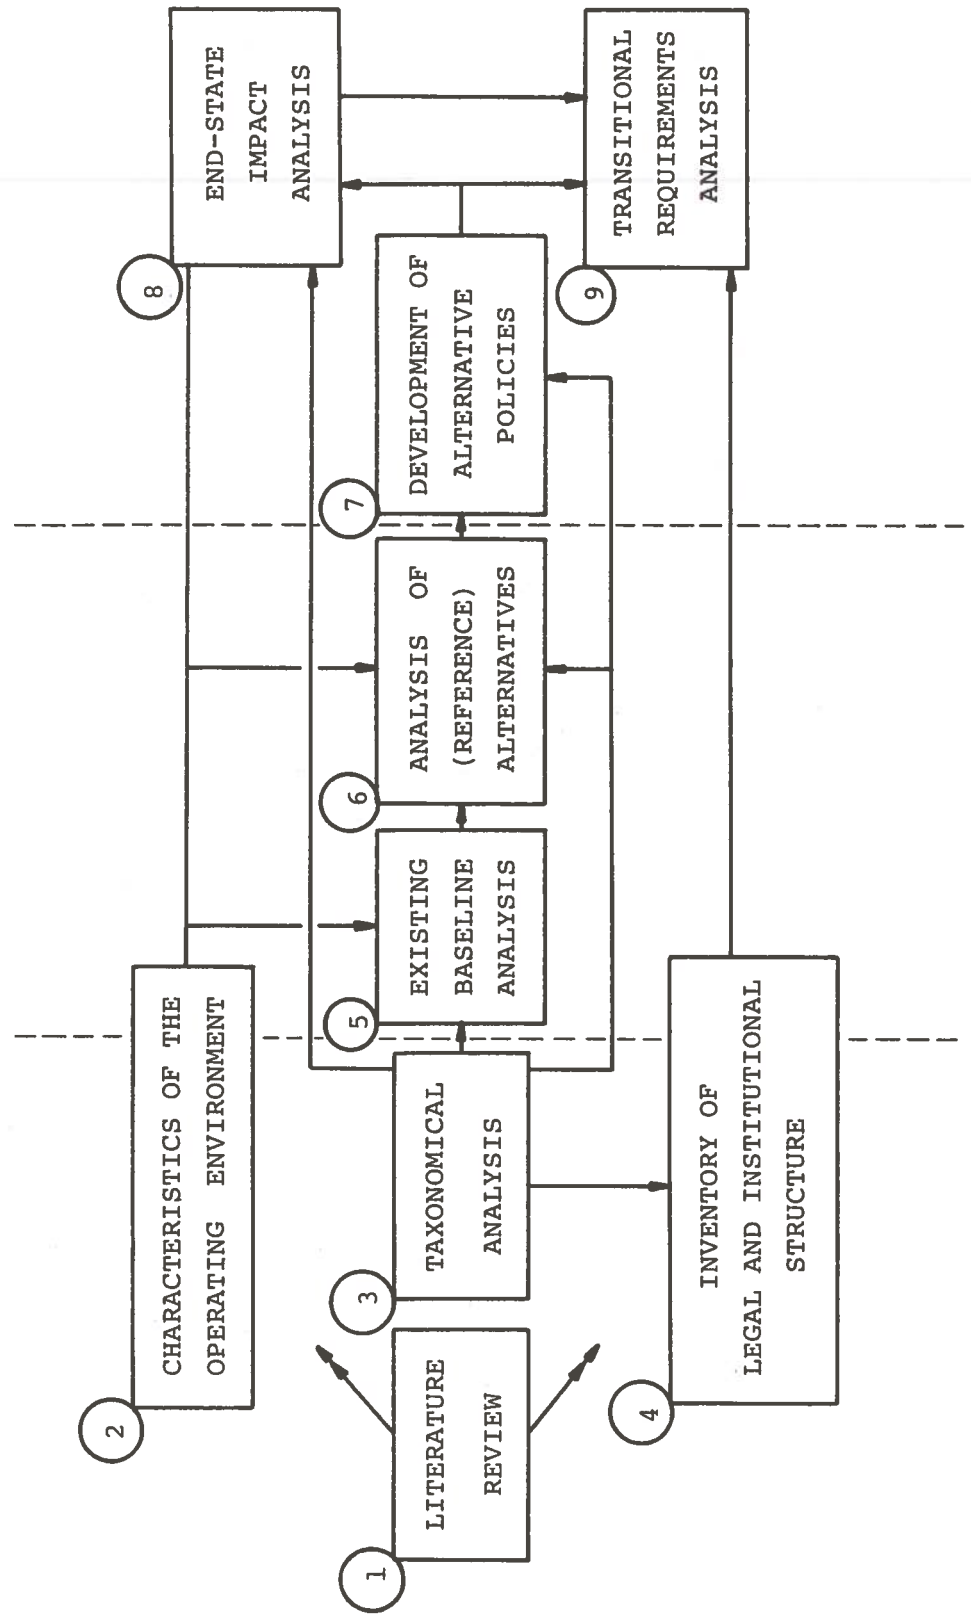 1
LITERATURE
REVIEW
2
CHARACTERISTICS OF THE
OPERATING ENVIRONMENT
3
TAXONOMICAL
ANALYSIS
4
INVENTORY OF
LEGAL AND INSTITUTIONAL
STRUCTURE
5
EXISTING
BASELINE
ANALYSIS
6
ANALYSIS OF
(REFERENCE)
ALTERNATIVES
7
DEVELOPMENT OF
ALTERNATIVE
POLICIES
8
END-STATE
IMPACT
ANALYSIS
9
TRANSITIONAL
REQUIREMENTS
ANALYSIS